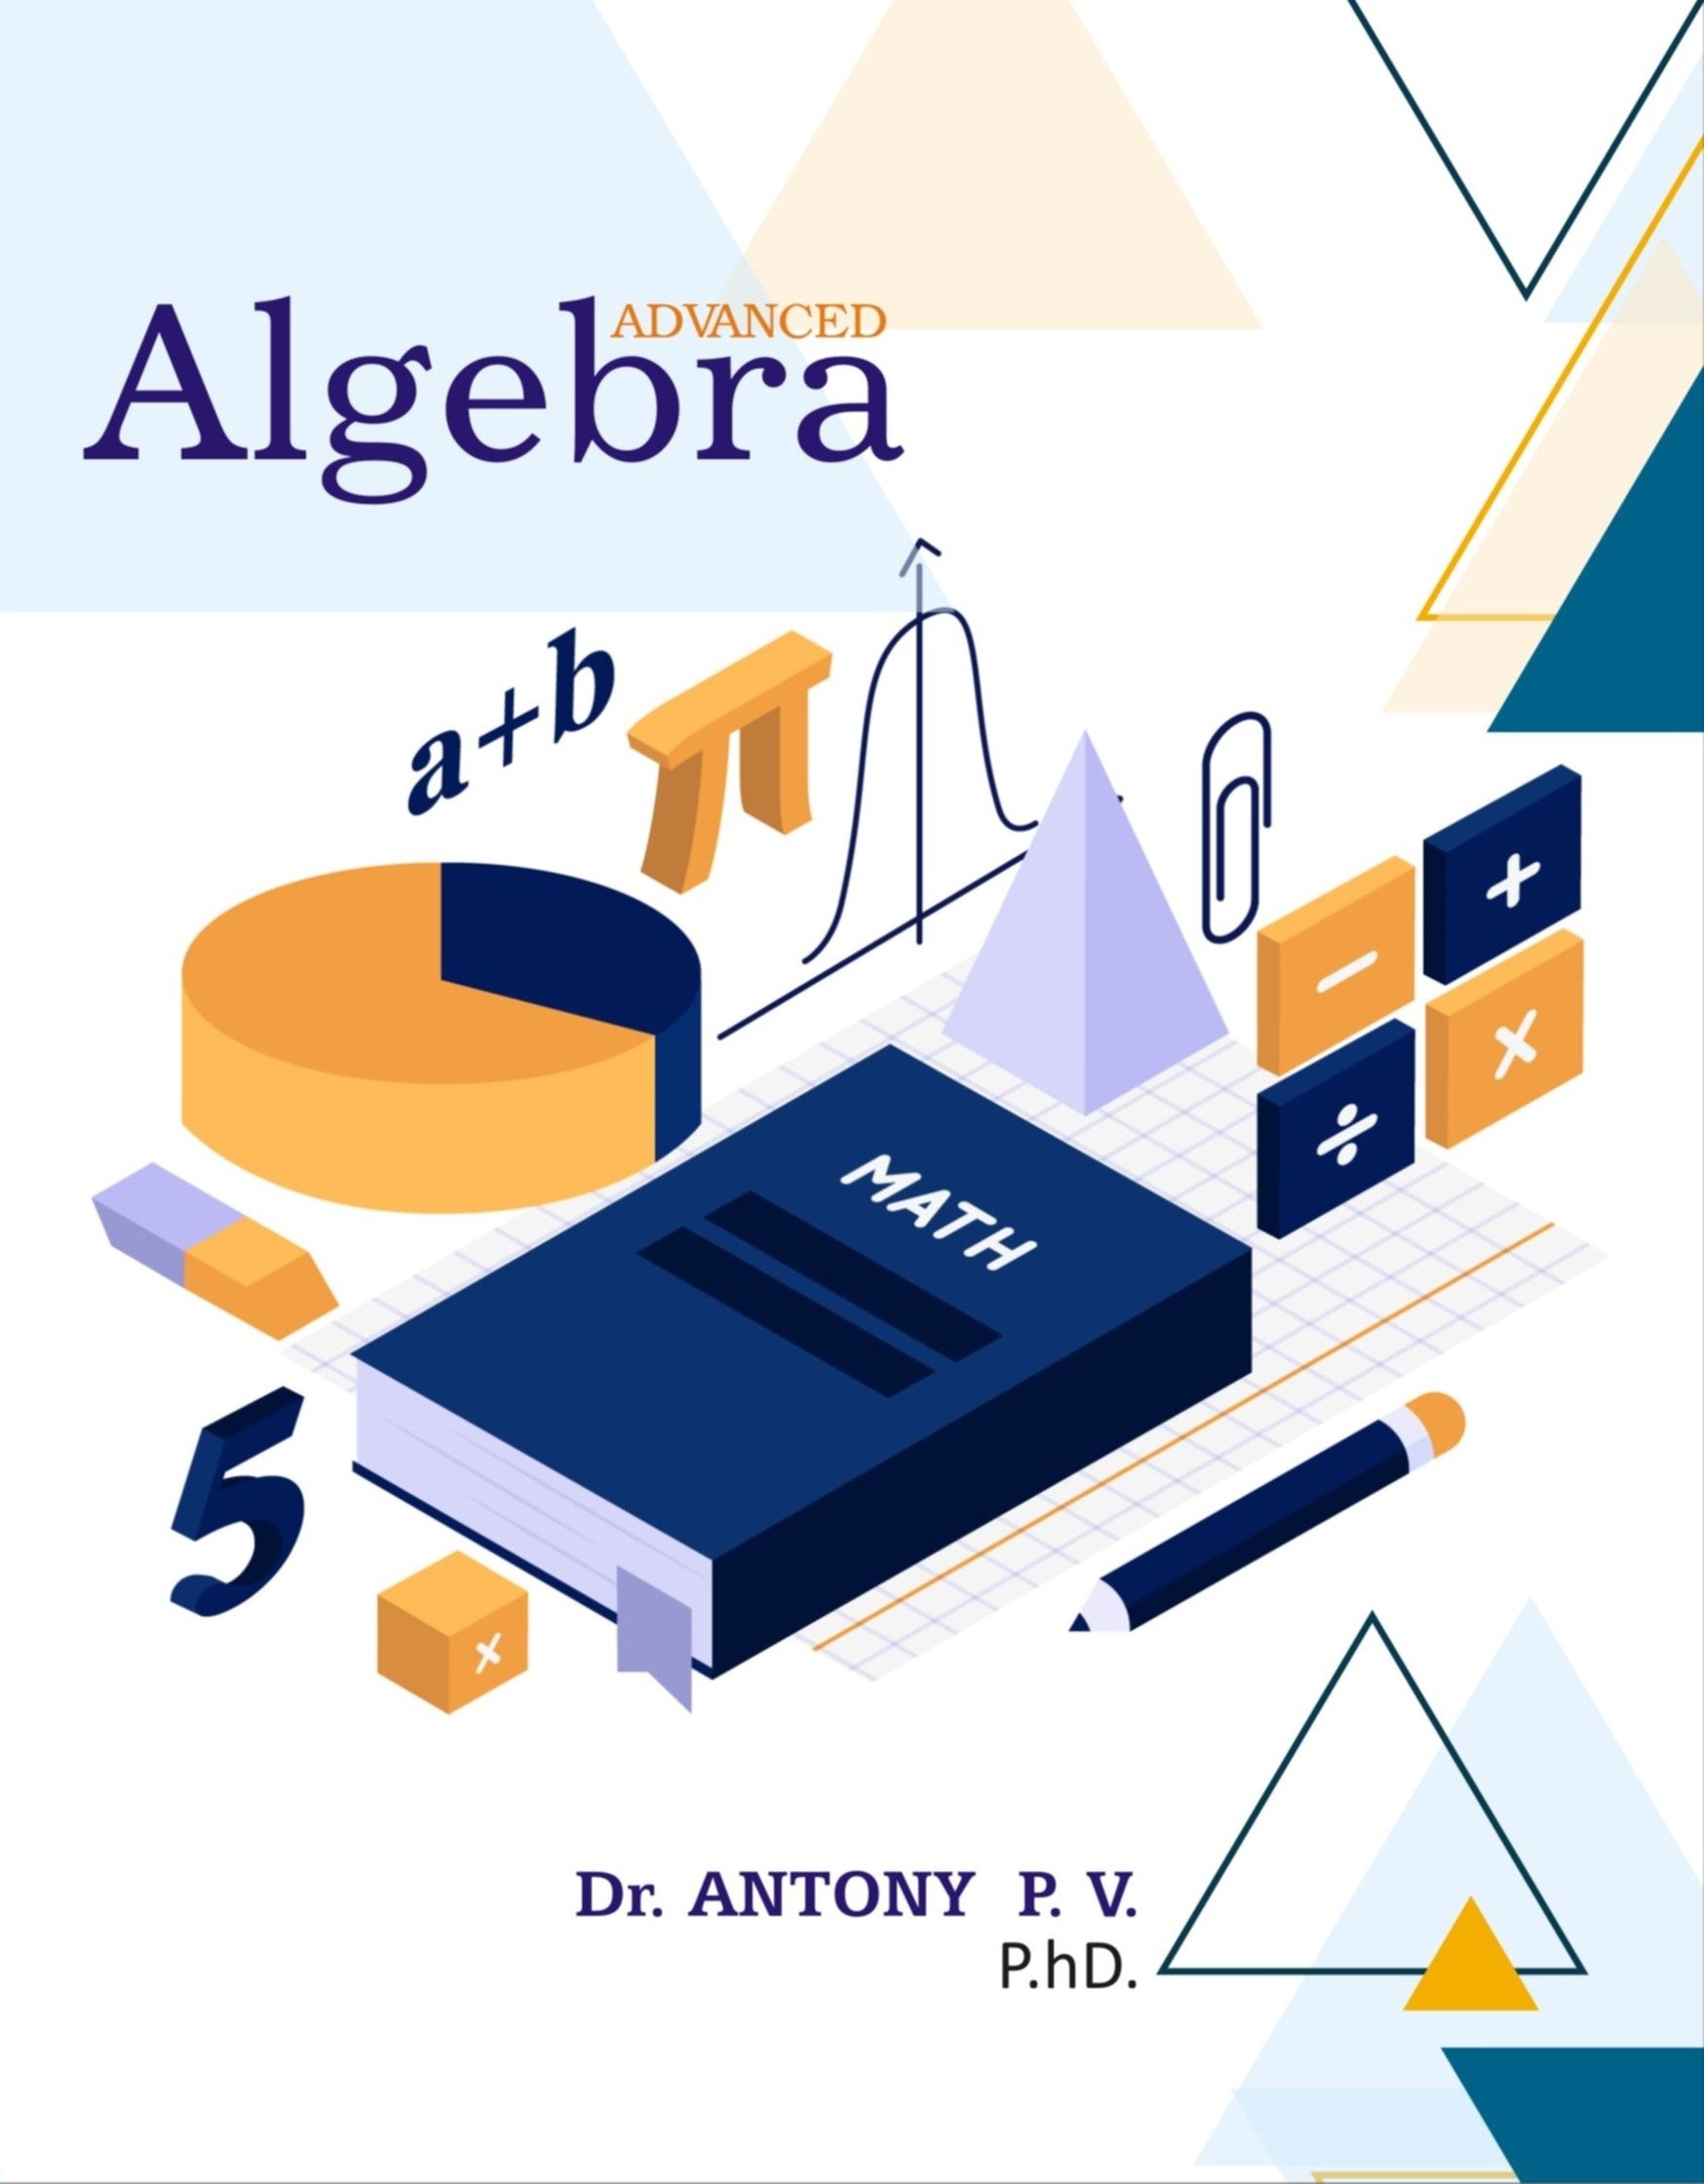 ADVANCED
Algebra
a+b
π
+
−
×
÷
MATH
5
×
Dr. ANTONY P. V.
P.hD.